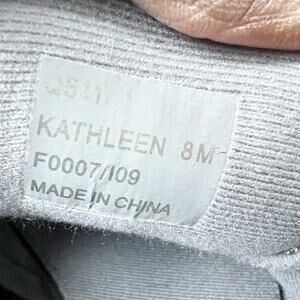 KATHLEEN 8M
F0007/I09
MADE IN CHINA